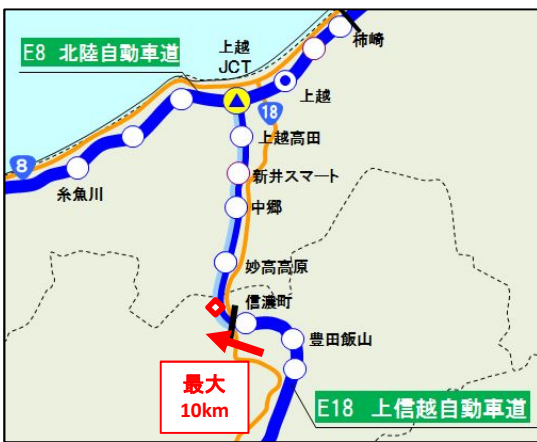 E8 北陸自動車道
上越
JCT
柿崎
上越
18
上越高田
8
新井スマート
糸魚川
中郷
妙高高原
信濃町
豊田飯山
最大
10km
E18 上信越自動車道